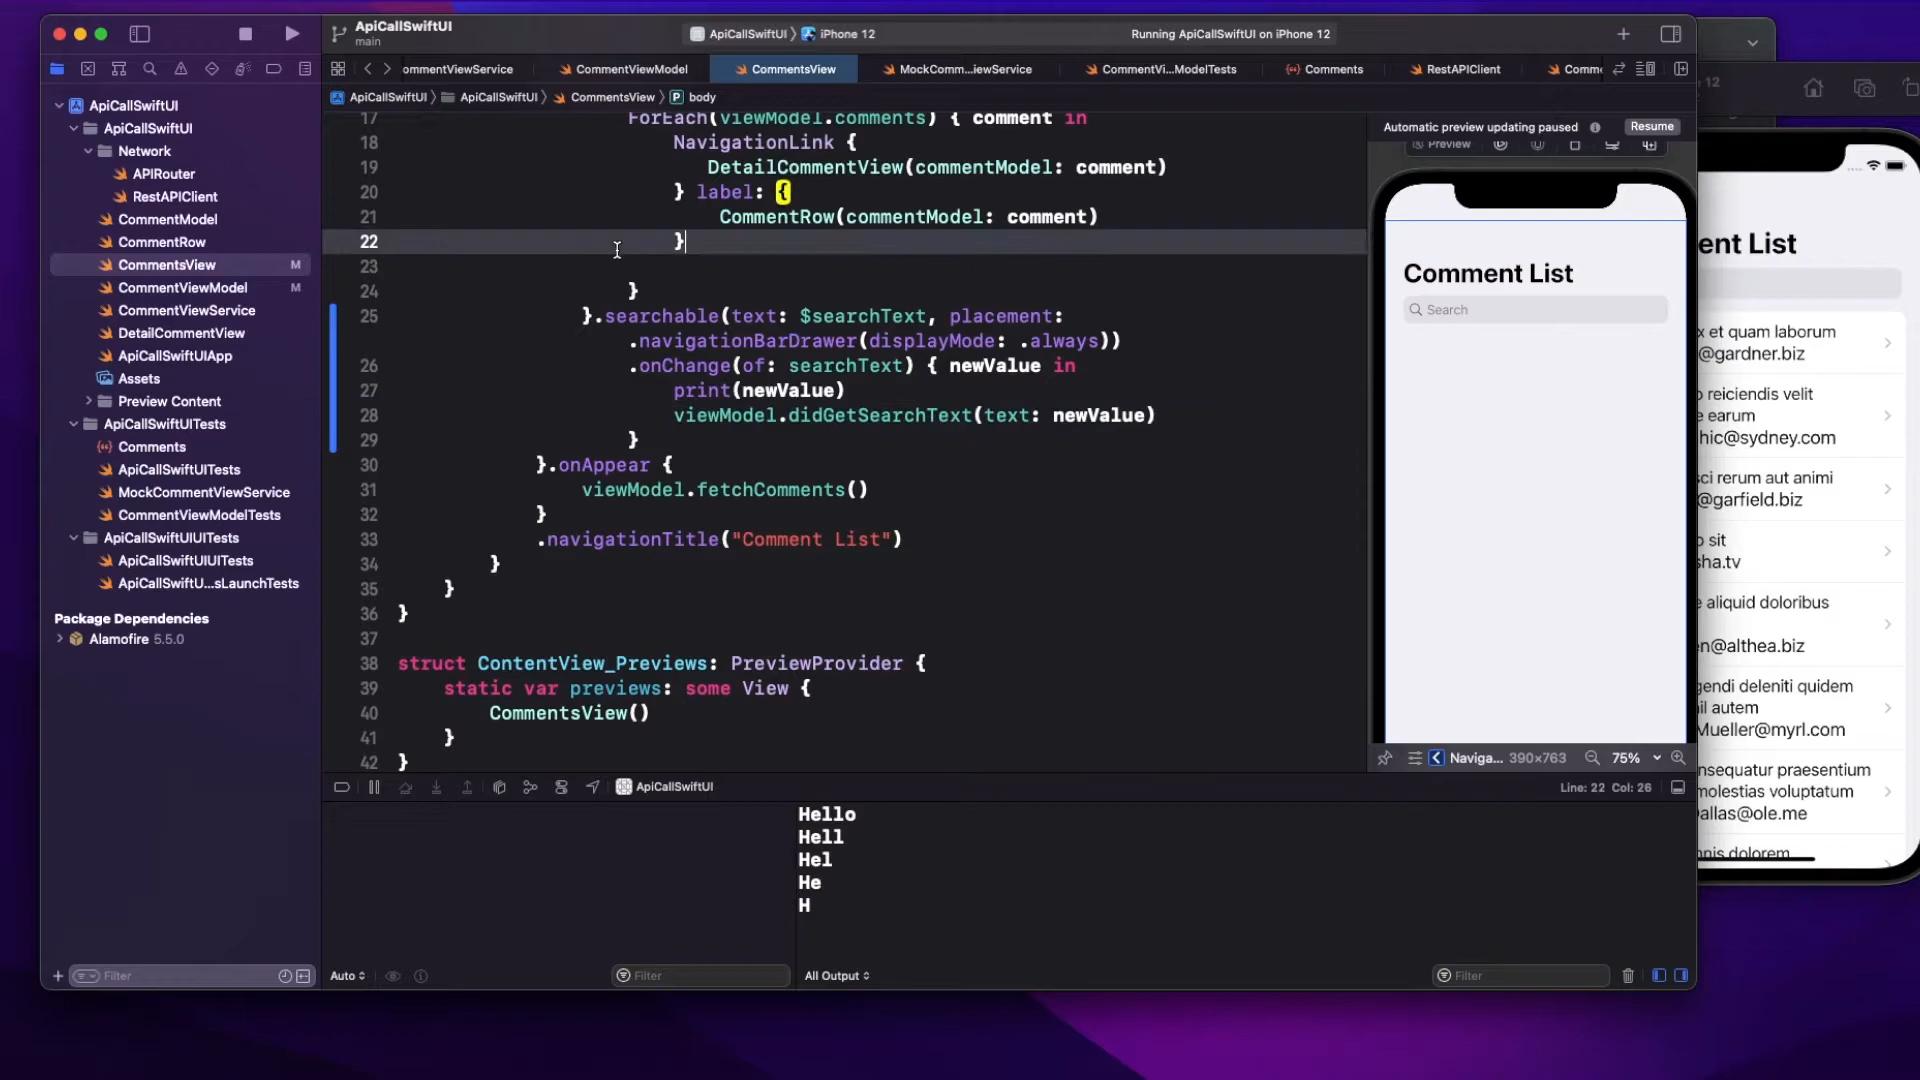 ApiCallSwiftUI
main
ApiCallSwiftUI
iPhone 12
Running ApiCallSwiftUI on iPhone 12
ommentViewService
CommentViewModel
CommentsView
MockComm...iewService
CommentVi...ModelTests
Comments
RestAPIClient
Comme
ApiCallSwiftUI
ApiCallSwiftUI
CommentsView
P body
ApiCallSwiftUI
ApiCallSwiftUI
Network
APIRouter
RestAPIClient
CommentModel
CommentRow
CommentsView M
CommentViewModel M
CommentViewService
DetailCommentView
ApiCallSwiftUIApp
Assets
Preview Content
ApiCallSwiftUITests
Comments
ApiCallSwiftUITests
MockCommentViewService
CommentViewModelTests
ApiCallSwiftUIUITests
ApiCallSwiftUIUITests
ApiCallSwiftU...sLaunchTests
Package Dependencies
Alamofire 5.5.0
Filter
17 ForEach(viewModel.comments) { comment in
18 NavigationLink {
19 DetailCommentView(commentModel: comment)
20 } label: {
21 CommentRow(commentModel: comment)
22 }
23
24 }
25 }.searchable(text: $searchText, placement:
.navigationBarDrawer(displayMode: .always))
26 .onChange(of: searchText) { newValue in
27 print(newValue)
28 viewModel.didGetSearchText(text: newValue)
29 }
30 }.onAppear {
31 viewModel.fetchComments()
32 }
33 .navigationTitle("Comment List")
34 }
35 }
36 }
37
38 struct ContentView_Previews: PreviewProvider {
39 static var previews: some View {
40 CommentsView()
41 }
42 }
Automatic preview updating paused
Resume
Preview
Comment List
Search
Naviga... 390×763
75%
ApiCallSwiftUI
Line: 22 Col: 26
Hello
Hell
Hel
He
H
Auto
Filter
All Output
Filter
12
ent List
x et quam laborum
@gardner.biz
o reiciendis velit
e earum
hic@sydney.com
sci rerum aut animi
@garfield.biz
o sit
sha.tv
e aliquid doloribus
en@althea.biz
gendi deleniti quidem
il autem
Mueller@myrl.com
nsequatur praesentium
molestias voluptatum
allas@ole.me
nis dolorem